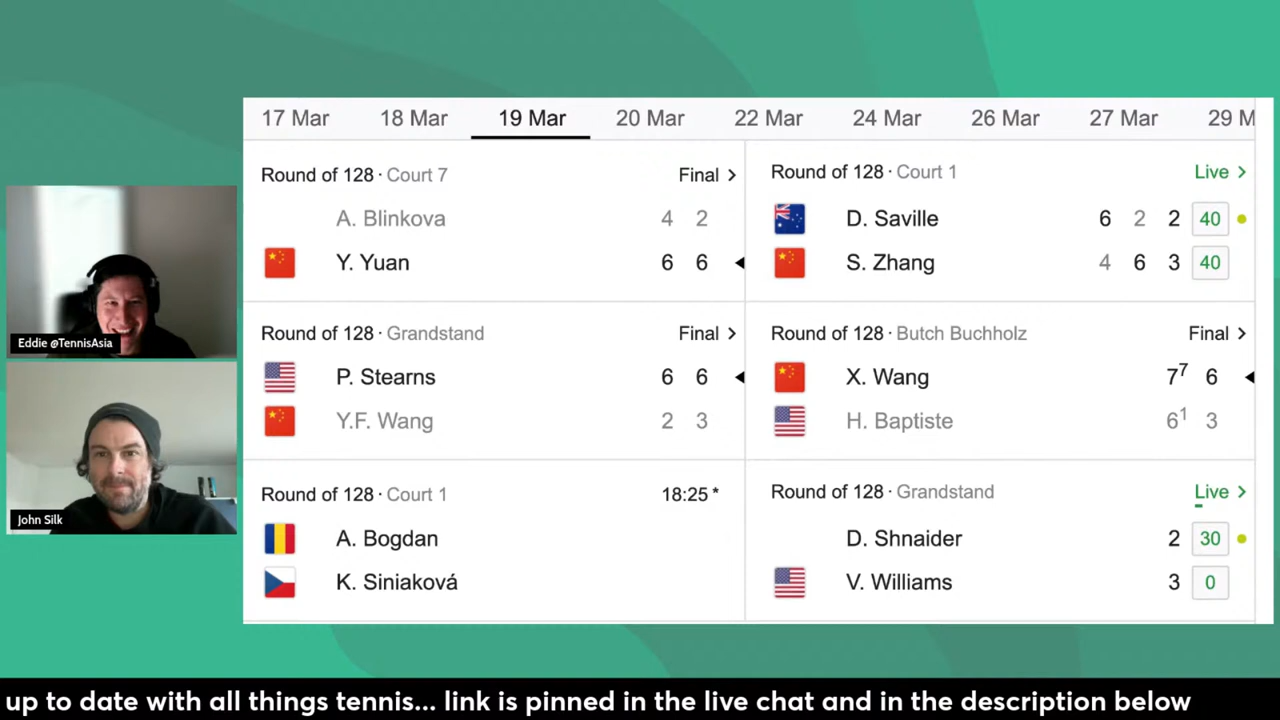 17 Mar 18 Mar 19 Mar 20 Mar 22 Mar 24 Mar 26 Mar 27 Mar 29 M
Round of 128 · Court 7 Final >
A. Blinkova 4 2
Y. Yuan 6 6
Round of 128 · Court 1 Live >
D. Saville 6 2 2 40
S. Zhang 4 6 3 40
Round of 128 · Grandstand Final >
P. Stearns 6 6
Y.F. Wang 2 3
Round of 128 · Butch Buchholz Final >
X. Wang 7⁷ 6
H. Baptiste 6¹ 3
Round of 128 · Court 1 18:25 *
A. Bogdan
K. Siniaková
Round of 128 · Grandstand Live >
D. Shnaider 2 30
V. Williams 3 0
Eddie @TennisAsia
John Silk
up to date with all things tennis... link is pinned in the live chat and in the description below